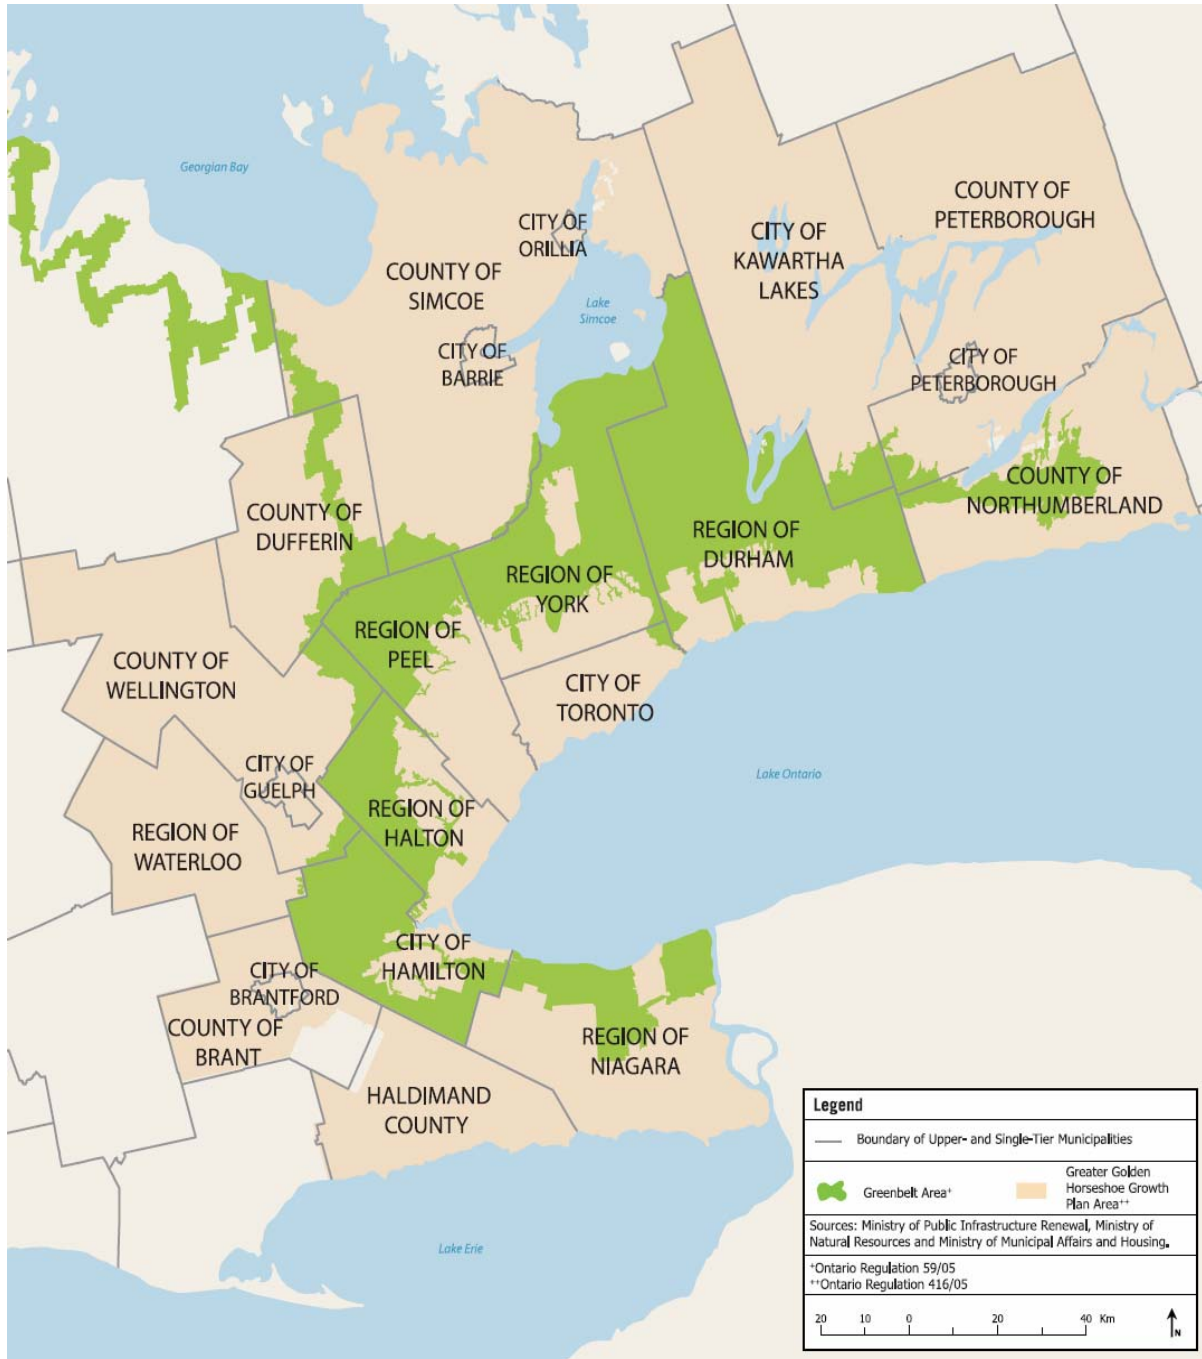 Georgian Bay
COUNTY OF
PETERBOROUGH
CITY OF
ORILLIA
CITY OF
KAWARTHA
LAKES
COUNTY OF
SIMCOE
Lake
Simcoe
CITY OF
BARRIE
CITY OF
PETERBOROUGH
COUNTY OF
NORTHUMBERLAND
COUNTY OF
DUFFERIN
REGION OF
DURHAM
REGION OF
YORK
REGION OF
PEEL
COUNTY OF
WELLINGTON
CITY OF
TORONTO
CITY OF
GUELPH
Lake Ontario
REGION OF
HALTON
REGION OF
WATERLOO
CITY OF
HAMILTON
CITY OF
BRANTFORD
COUNTY OF
BRANT
REGION OF
NIAGARA
HALDIMAND
COUNTY
Lake Erie
Legend
Boundary of Upper- and Single-Tier Municipalities
Greenbelt Area+
Greater Golden
Horseshoe Growth
Plan Area++
Sources: Ministry of Public Infrastructure Renewal, Ministry of
Natural Resources and Ministry of Municipal Affairs and Housing.
+Ontario Regulation 59/05
++Ontario Regulation 416/05
20 10 0 20 40 Km
N